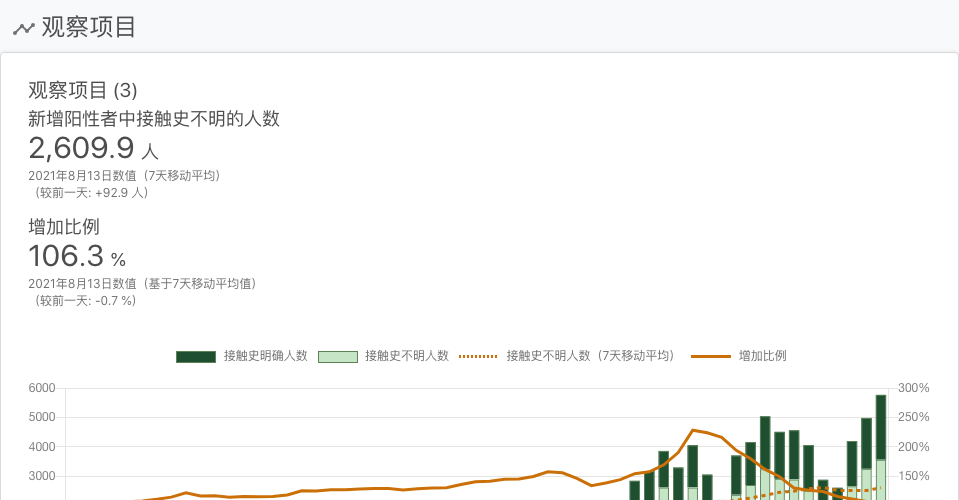 观察项目
观察项目 (3)
新增阳性者中接触史不明的人数
2,609.9 人
2021年8月13日数值（7天移动平均）
（较前一天: +92.9 人）
增加比例
106.3 %
2021年8月13日数值（基于7天移动平均值）
（较前一天: -0.7 %）
接触史明确人数 接触史不明人数 接触史不明人数（7天移动平均） 增加比例
6000 300%
5000 250%
4000 200%
3000 150%